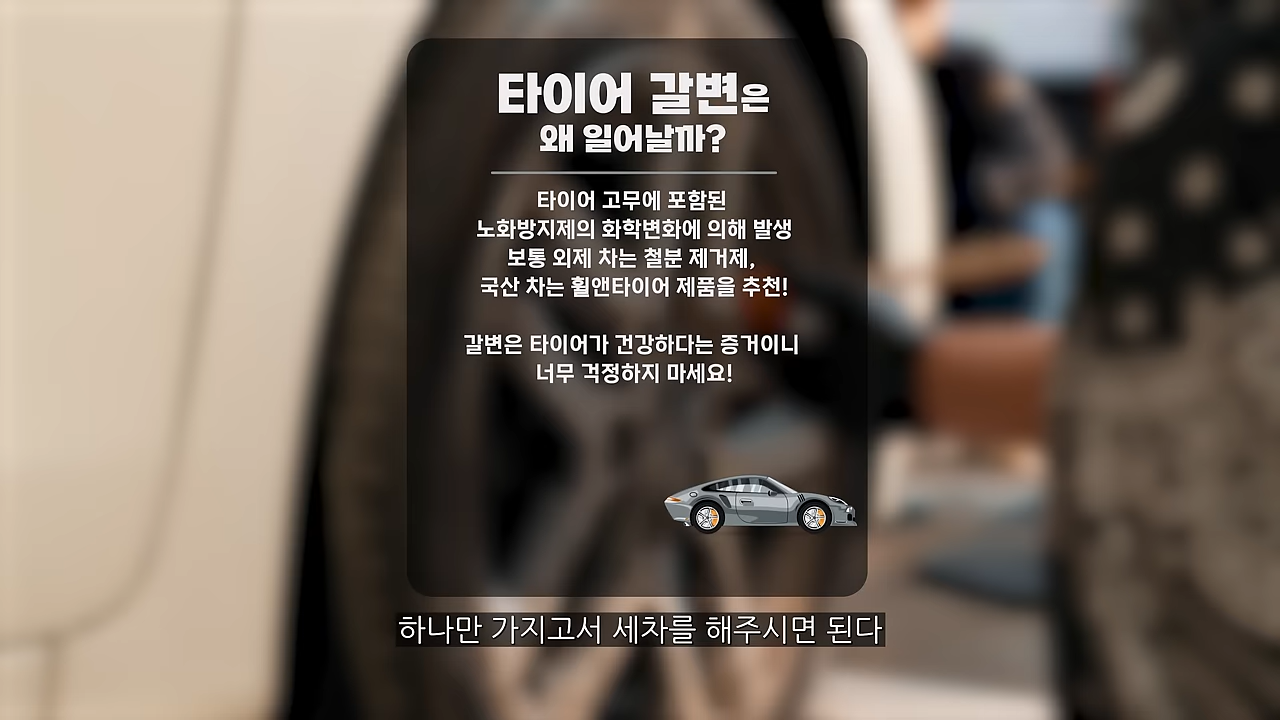 타이어 갈변은
왜 일어날까?
타이어 고무에 포함된
노화방지제의 화학변화에 의해 발생
보통 외제 차는 철분 제거제,
국산 차는 휠앤타이어 제품을 추천!
갈변은 타이어가 건강하다는 증거이니
너무 걱정하지 마세요!
하나만 가지고서 세차를 해주시면 된다